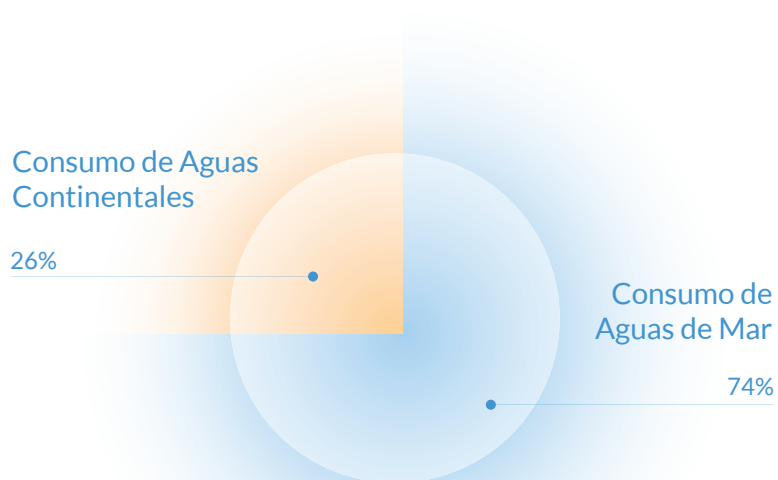 Consumo de Aguas
Continentales
26%
Consumo de
Aguas de Mar
74%